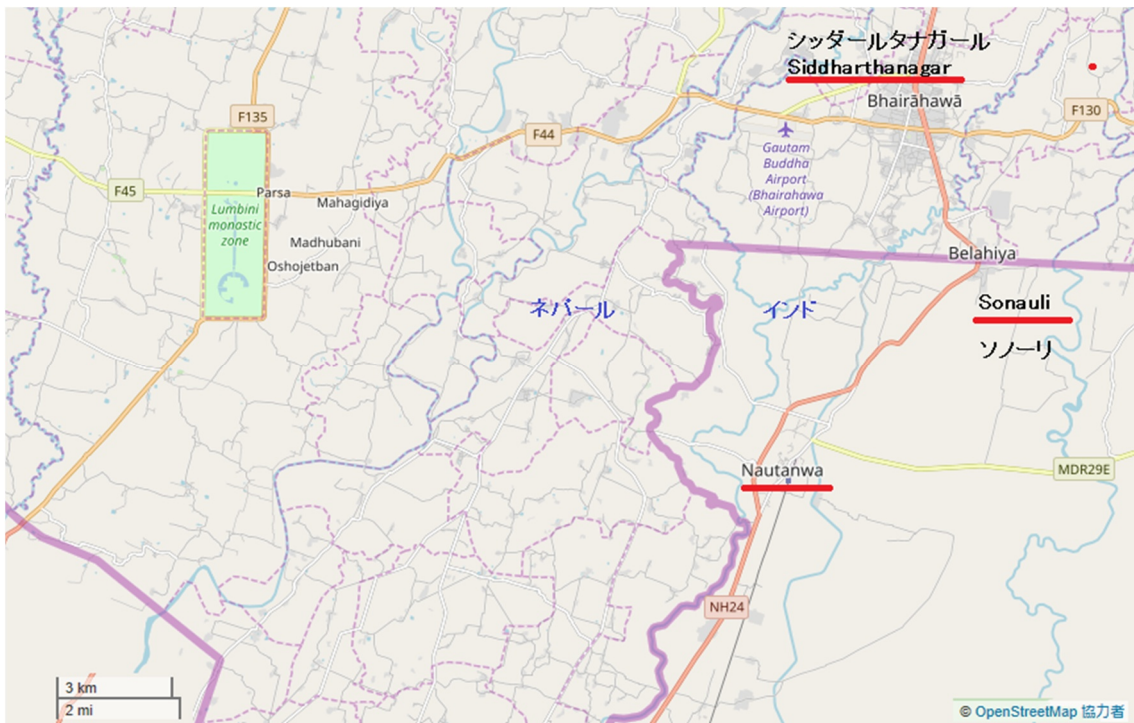 シッダールタナガール
Siddharthanagar
Bhairāhawā
F135
F130
F44
Gautam
Buddha
Airport
(Bhairahawa
Airport)
F45
Parsa
Mahagidiya
Lumbini
monastic
zone
Madhubani
Oshojetban
Belahiya
ネパール
インド
Sonauli
ソノーリ
Nautanwa
MDR29E
NH24
3 km
2 mi
© OpenStreetMap 協力者